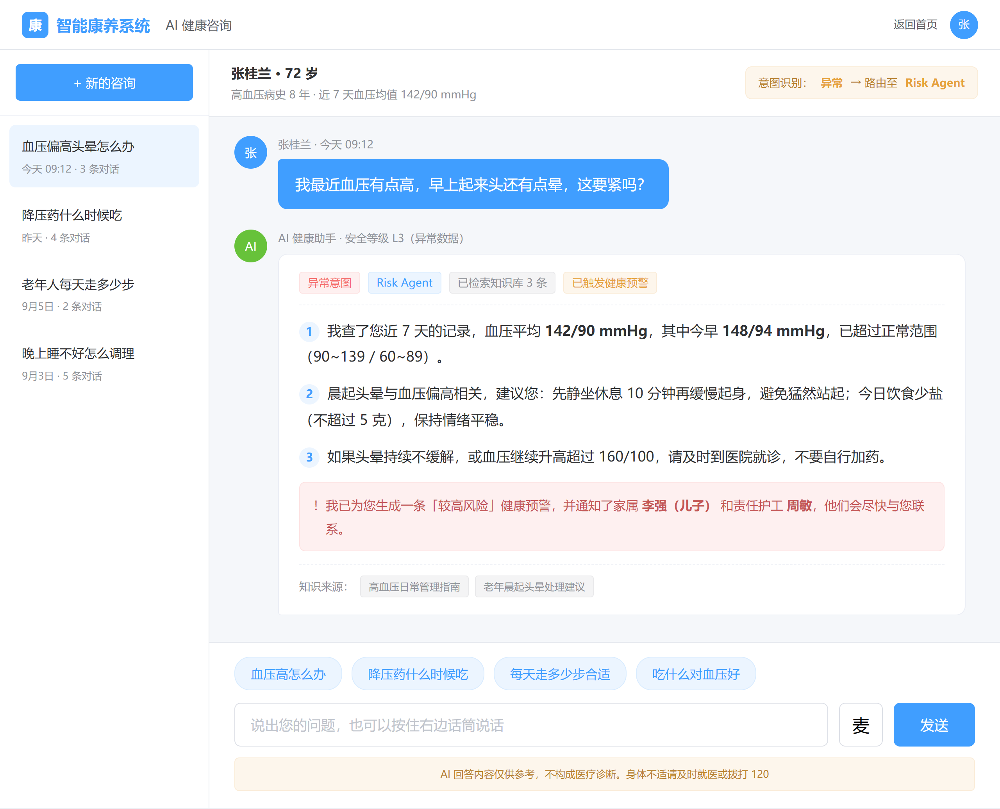 康 智能康养系统 AI 健康咨询 返回首页 张
+ 新的咨询
血压偏高头晕怎么办
今天 09:12 · 3 条对话
降压药什么时候吃
昨天 · 4 条对话
老年人每天走多少步
9月5日 · 2 条对话
晚上睡不好怎么调理
9月3日 · 5 条对话
张桂兰 • 72 岁
高血压病史 8 年 · 近 7 天血压均值 142/90 mmHg
意图识别： 异常 → 路由至 Risk Agent
张
张桂兰 · 今天 09:12
我最近血压有点高，早上起来头还有点晕，这要紧吗？
AI
AI 健康助手 · 安全等级 L3（异常数据）
异常意图 Risk Agent 已检索知识库 3 条 已触发健康预警
1 我查了您近 7 天的记录，血压平均 142/90 mmHg，其中今早 148/94 mmHg，已超过正常范围
（90~139 / 60~89）。
2 晨起头晕与血压偏高相关，建议您：先静坐休息 10 分钟再缓慢起身，避免猛然站起；今日饮食少盐
（不超过 5 克），保持情绪平稳。
3 如果头晕持续不缓解，或血压继续升高超过 160/100，请及时到医院就诊，不要自行加药。
！我已为您生成一条「较高风险」健康预警，并通知了家属 李强（儿子） 和责任护工 周敏，他们会尽快与您联
系。
知识来源： 高血压日常管理指南 老年晨起头晕处理建议
血压高怎么办 降压药什么时候吃 每天走多少步合适 吃什么对血压好
说出您的问题，也可以按住右边话筒说话 麦 发送
AI 回答内容仅供参考，不构成医疗诊断。身体不适请及时就医或拨打 120